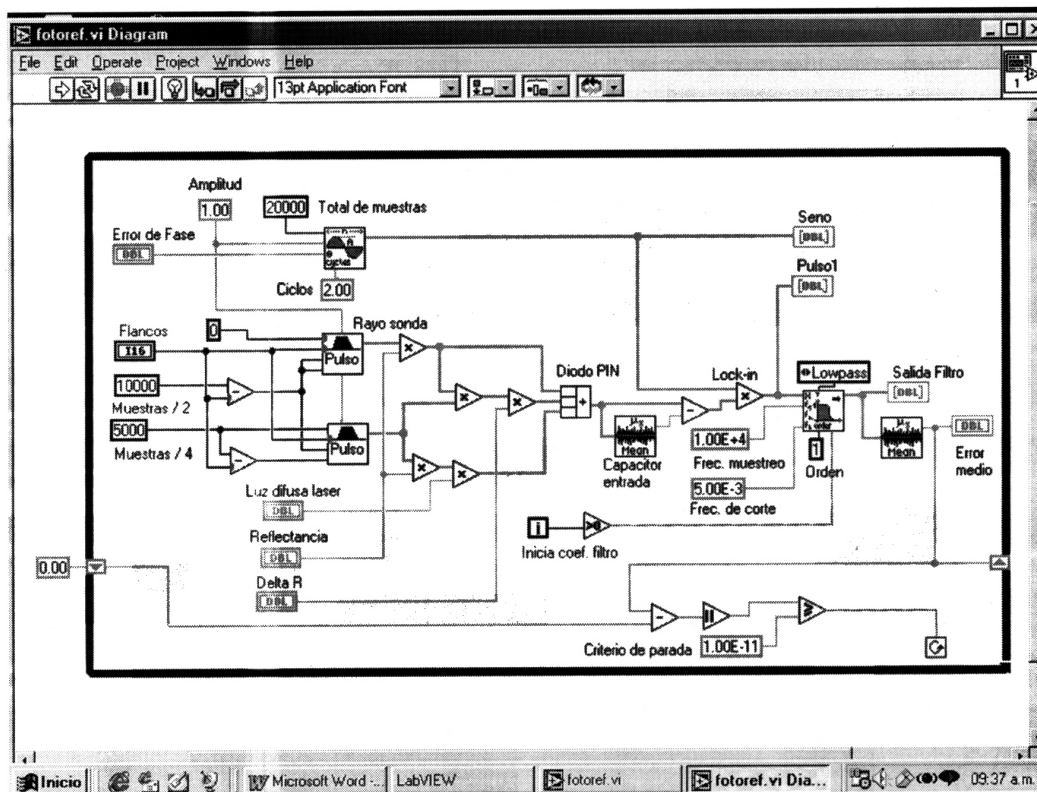 fotoref.vi Diagram
File Edit Operate Project Windows Help
13pt Application Font
1
Amplitud
1.00
20000 Total de muestras
Seno
[DBL]
Error de Fase
DBL
cycles
Ciclos 2.00
Pulso1
[DBL]
Flancos
I16
0
Rayo sonda
Pulso
10000
Muestras / 2
Diodo PIN
Lock-in
Lowpass
Salida Filtro
[DBL]
5000
Muestras / 4
Pulso
Mean
Capacitor entrada
1.00E+4
Frec. muestreo
1
Orden
Mean
DBL
Error medio
Luz difusa laser
DBL
5.00E-3
Frec. de corte
Reflectancia
DBL
i
>0
Inicia coef. filtro
0.00
Delta R
DBL
Criterio de parada 1.00E-11
Inicio
Microsoft Word -...
LabVIEW
fotoref.vi
fotoref.vi Dia...
09:37 a.m.